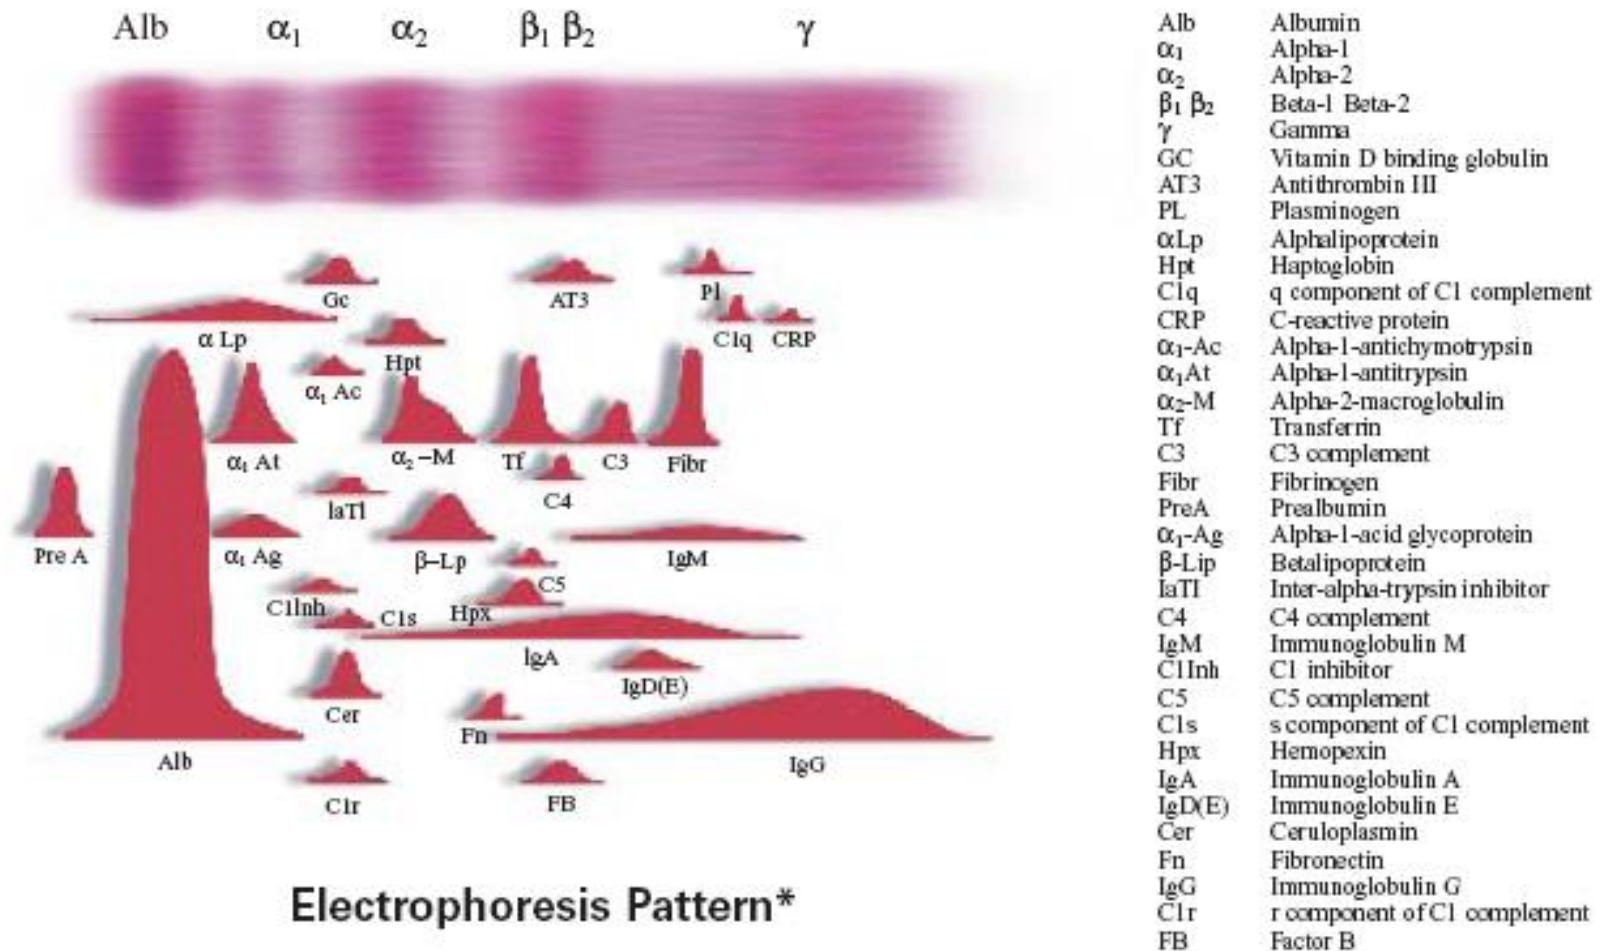 Alb α₁ α₂ β₁ β₂ γ
Gc
AT3
Pl
α Lp
Hpt
C1q CRP
α₁ Ac
α₁ At
α₂ –M
Tf
C3
Fibr
C4
IaTI
Pre A
α₁ Ag
β–Lp
IgM
C5
C1Inh
C1s
Hpx
IgA
IgD(E)
Cer
Fn
Alb
IgG
C1r
FB
Electrophoresis Pattern*
Alb Albumin
α₁ Alpha-1
α₂ Alpha-2
β₁ β₂ Beta-1 Beta-2
γ Gamma
GC Vitamin D binding globulin
AT3 Antithrombin III
PL Plasminogen
αLp Alphalipoprotein
Hpt Haptoglobin
C1q q component of C1 complement
CRP C-reactive protein
α₁-Ac Alpha-1-antichymotrypsin
α₁At Alpha-1-antitrypsin
α₂-M Alpha-2-macroglobulin
Tf Transferrin
C3 C3 complement
Fibr Fibrinogen
PreA Prealbumin
α₁-Ag Alpha-1-acid glycoprotein
β-Lip Betalipoprotein
IaTI Inter-alpha-trypsin inhibitor
C4 C4 complement
IgM Immunoglobulin M
C1Inh C1 inhibitor
C5 C5 complement
C1s s component of C1 complement
Hpx Hemopexin
IgA Immunoglobulin A
IgD(E) Immunoglobulin E
Cer Ceruloplasmin
Fn Fibronectin
IgG Immunoglobulin G
C1r r component of C1 complement
FB Factor B